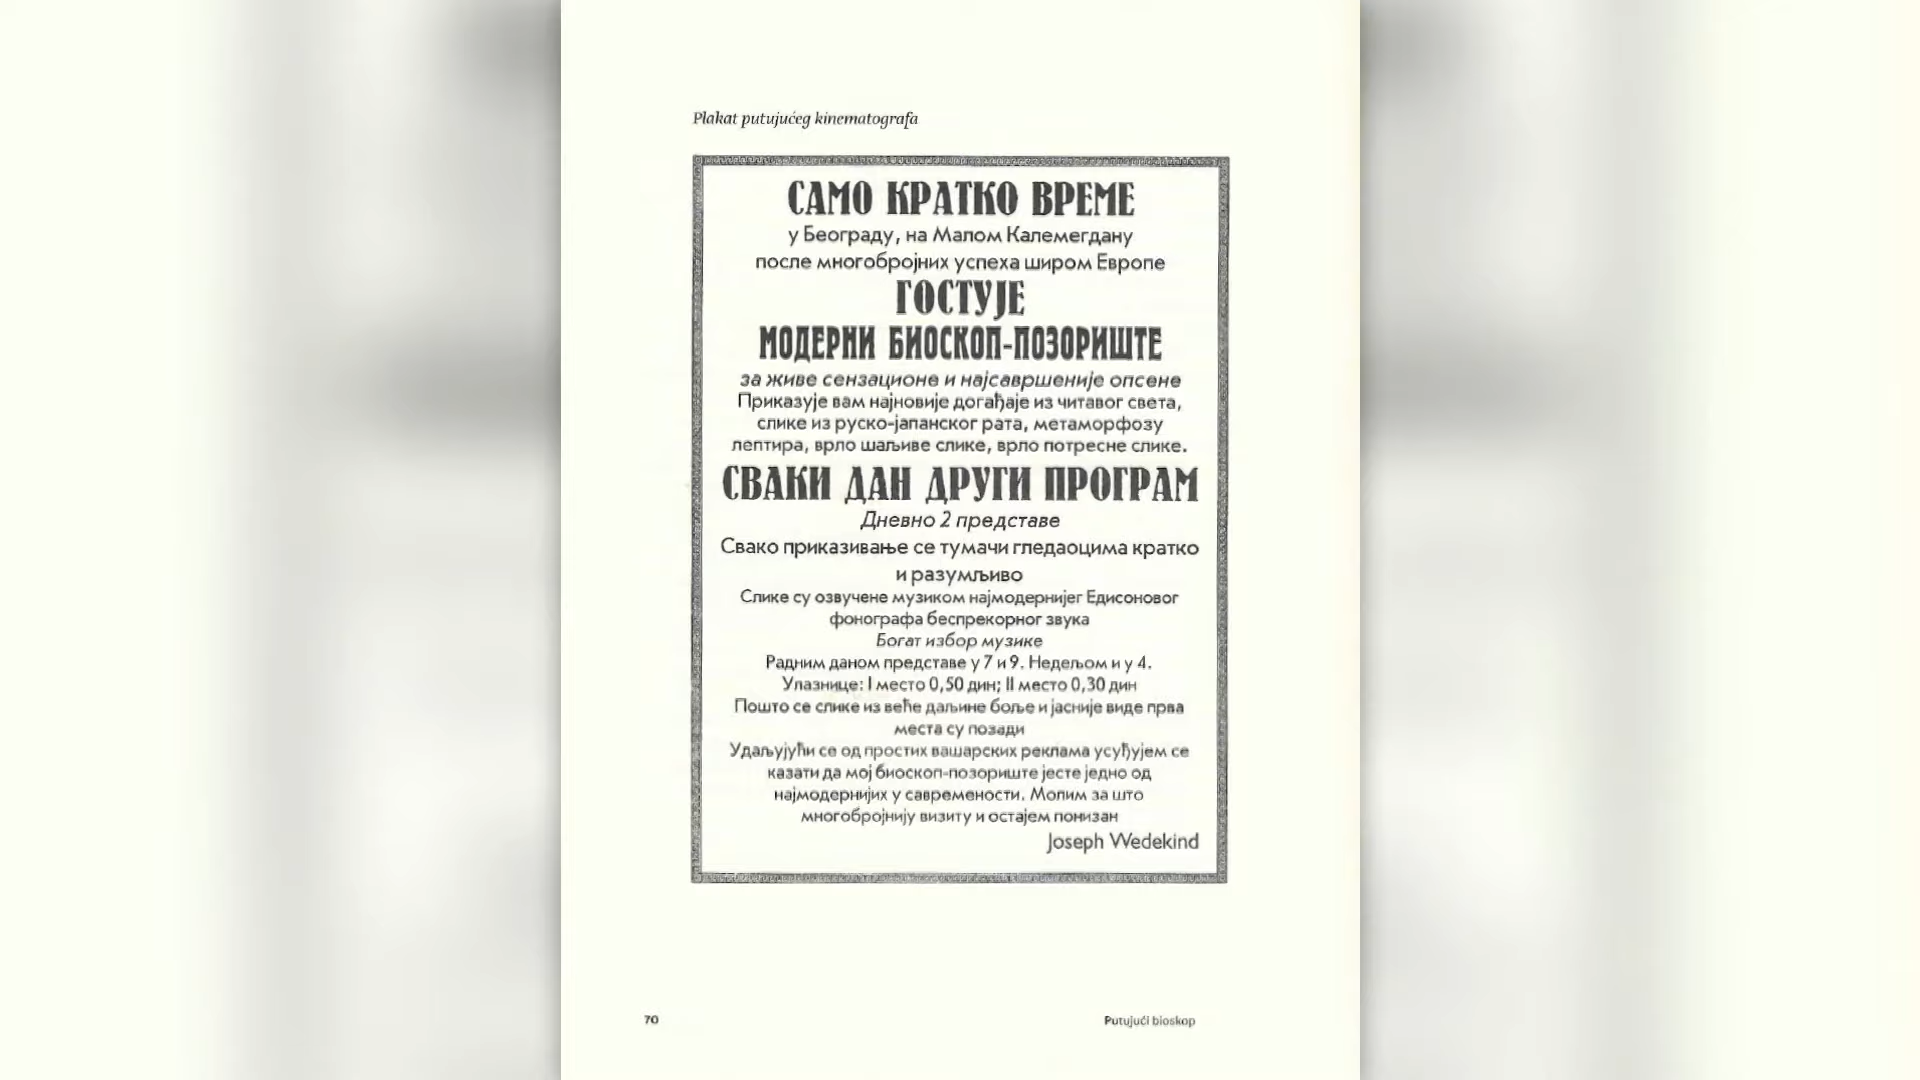 Plakat putujućeg kinematografa
САМО КРАТКО ВРЕМЕ
у Београду, на Малом Калемегдану
после многобројних успеха широм Европе
ГОСТУЈЕ
МОДЕРНИ БИОСКОП-ПОЗОРИШТЕ
за живе сензационе и најсавршеније опсене
Приказује вам најновије догађаје из читавог света,
слике из руско-јапанског рата, метаморфозу
лептира, врло шаљиве слике, врло потресне слике.
СВАКИ ДАН ДРУГИ ПРОГРАМ
Дневно 2 представе
Свако приказивање се тумачи гледаоцима кратко
и разумљиво
Слике су озвучене музиком најмодернијег Едисоновог
фонографа беспрекорног звука
Богат избор музике
Радним даном представе у 7 и 9. Недељом и у 4.
Улазнице: I место 0,50 дин; II место 0,30 дин
Пошто се слике из веће даљине боље и јасније виде прва
места су позади
Удаљујући се од простих вашарских реклама усуђујем се
казати да мој биоскоп-позориште јесте једно од
најмодернијих у савремености. Молим за што
многобројнију визиту и остајем понизан
Joseph Wedekind
70
Putujući bioskop